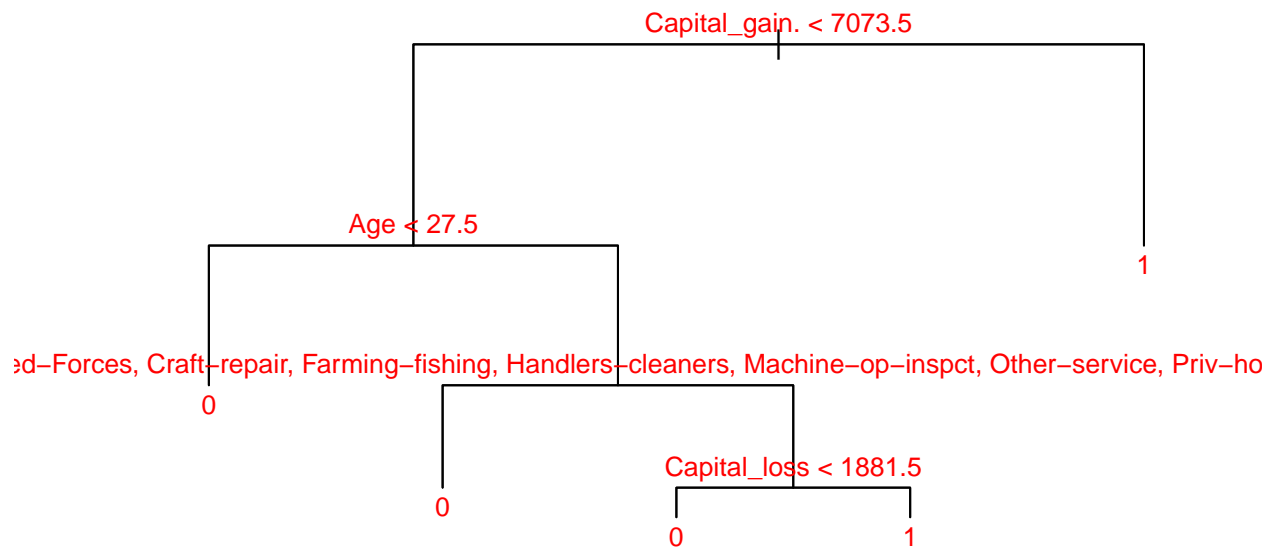 Capital_gain. < 7073.5
Age < 27.5
1
ed−Forces, Craft−repair, Farming−fishing, Handlers−cleaners, Machine−op−inspct, Other−service, Priv−ho
0
Capital_loss < 1881.5
0
0
1